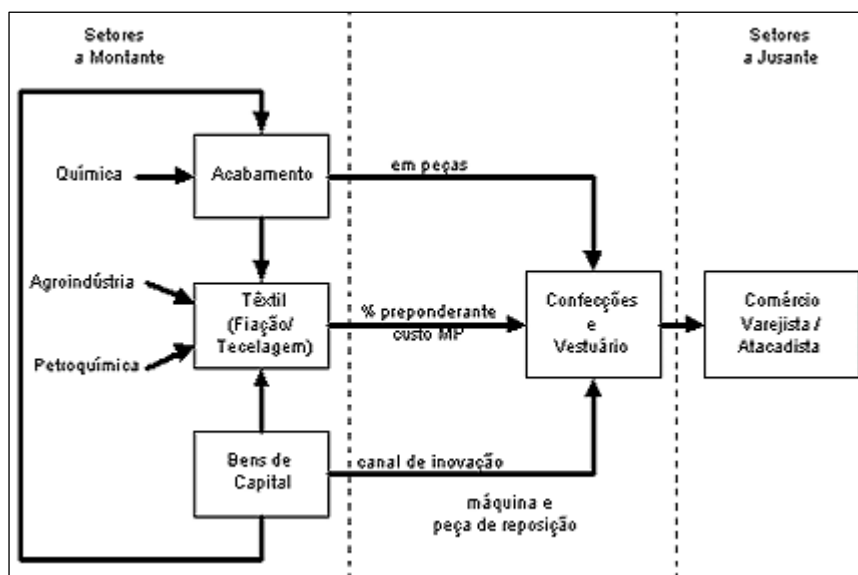 Setores
a Montante
Setores
a Jusante
Química
Acabamento
em peças
Agroindústria
Têxtil
(Fiação/
Tecelagem)
% preponderante
custo MP
Confecções
e
Vestuário
Comércio
Varejista /
Atacadista
Petroquímica
Bens de
Capital
canal de inovação
máquina e
peça de reposição